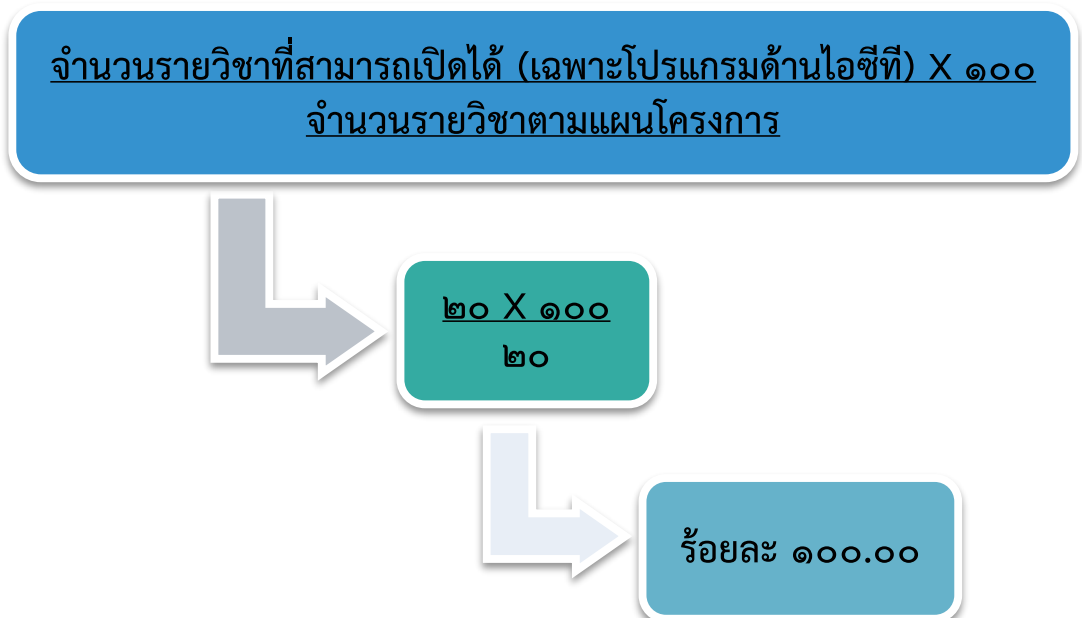 จำนวนรายวิชาที่สามารถเปิดได้ (เฉพาะโปรแกรมด้านไอซีที) X ๑๐๐
จำนวนรายวิชาตามแผนโครงการ
๒๐ X ๑๐๐
๒๐
ร้อยละ ๑๐๐.๐๐